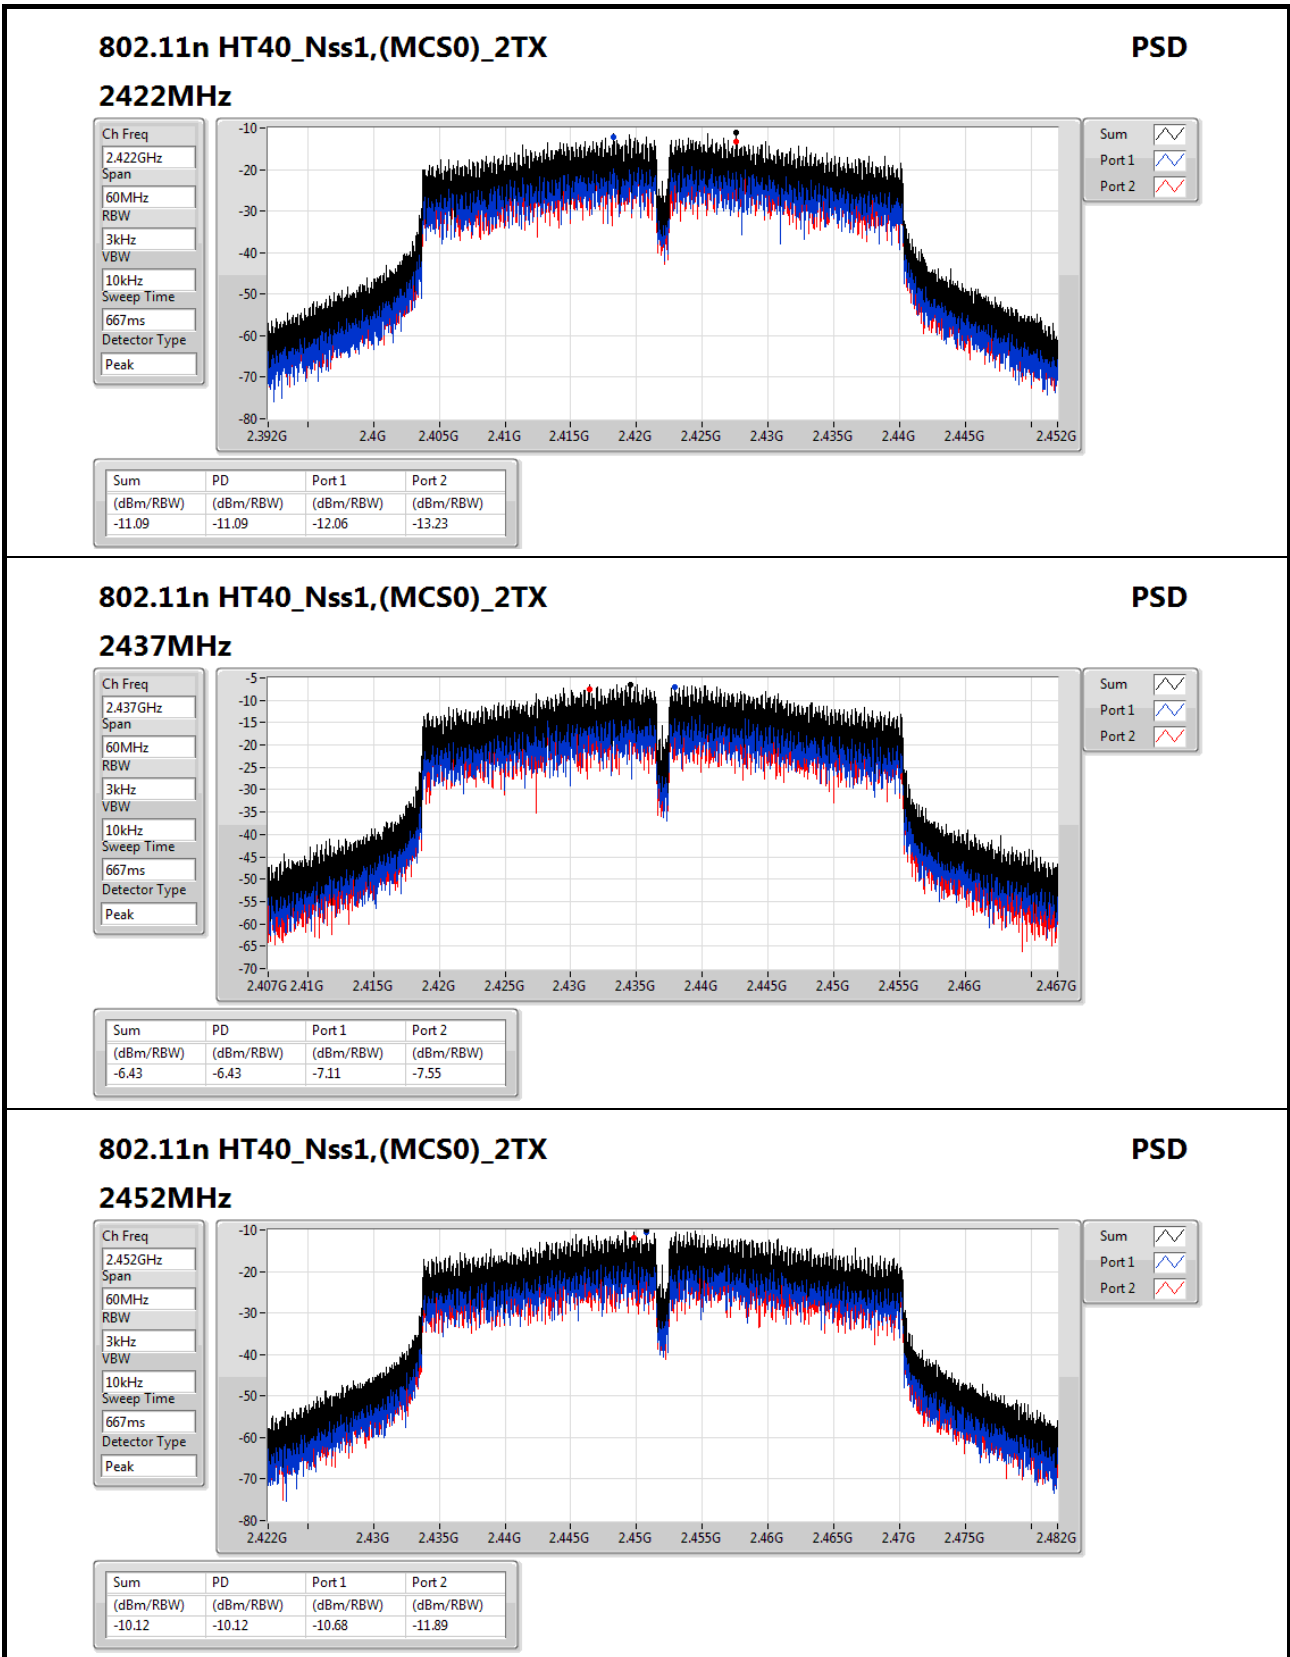 802.11n HT40_Nss1,(MCS0)_2TX PSD
2422MHz
Ch Freq
2.422GHz
Span
60MHz
RBW
3kHz
VBW
10kHz
Sweep Time
667ms
Detector Type
Peak
-10
-20
-30
-40
-50
-60
-70
-80
2.392G 2.4G 2.405G 2.41G 2.415G 2.42G 2.425G 2.43G 2.435G 2.44G 2.445G 2.452G
Sum
Port 1
Port 2
Sum PD Port 1 Port 2
(dBm/RBW) (dBm/RBW) (dBm/RBW) (dBm/RBW)
-11.09 -11.09 -12.06 -13.23
802.11n HT40_Nss1,(MCS0)_2TX PSD
2437MHz
Ch Freq
2.437GHz
Span
60MHz
RBW
3kHz
VBW
10kHz
Sweep Time
667ms
Detector Type
Peak
-5
-10
-15
-20
-25
-30
-35
-40
-45
-50
-55
-60
-65
-70
2.407G 2.41G 2.415G 2.42G 2.425G 2.43G 2.435G 2.44G 2.445G 2.45G 2.455G 2.46G 2.467G
Sum
Port 1
Port 2
Sum PD Port 1 Port 2
(dBm/RBW) (dBm/RBW) (dBm/RBW) (dBm/RBW)
-6.43 -6.43 -7.11 -7.55
802.11n HT40_Nss1,(MCS0)_2TX PSD
2452MHz
Ch Freq
2.452GHz
Span
60MHz
RBW
3kHz
VBW
10kHz
Sweep Time
667ms
Detector Type
Peak
-10
-20
-30
-40
-50
-60
-70
-80
2.422G 2.43G 2.435G 2.44G 2.445G 2.45G 2.455G 2.46G 2.465G 2.47G 2.475G 2.482G
Sum
Port 1
Port 2
Sum PD Port 1 Port 2
(dBm/RBW) (dBm/RBW) (dBm/RBW) (dBm/RBW)
-10.12 -10.12 -10.68 -11.89